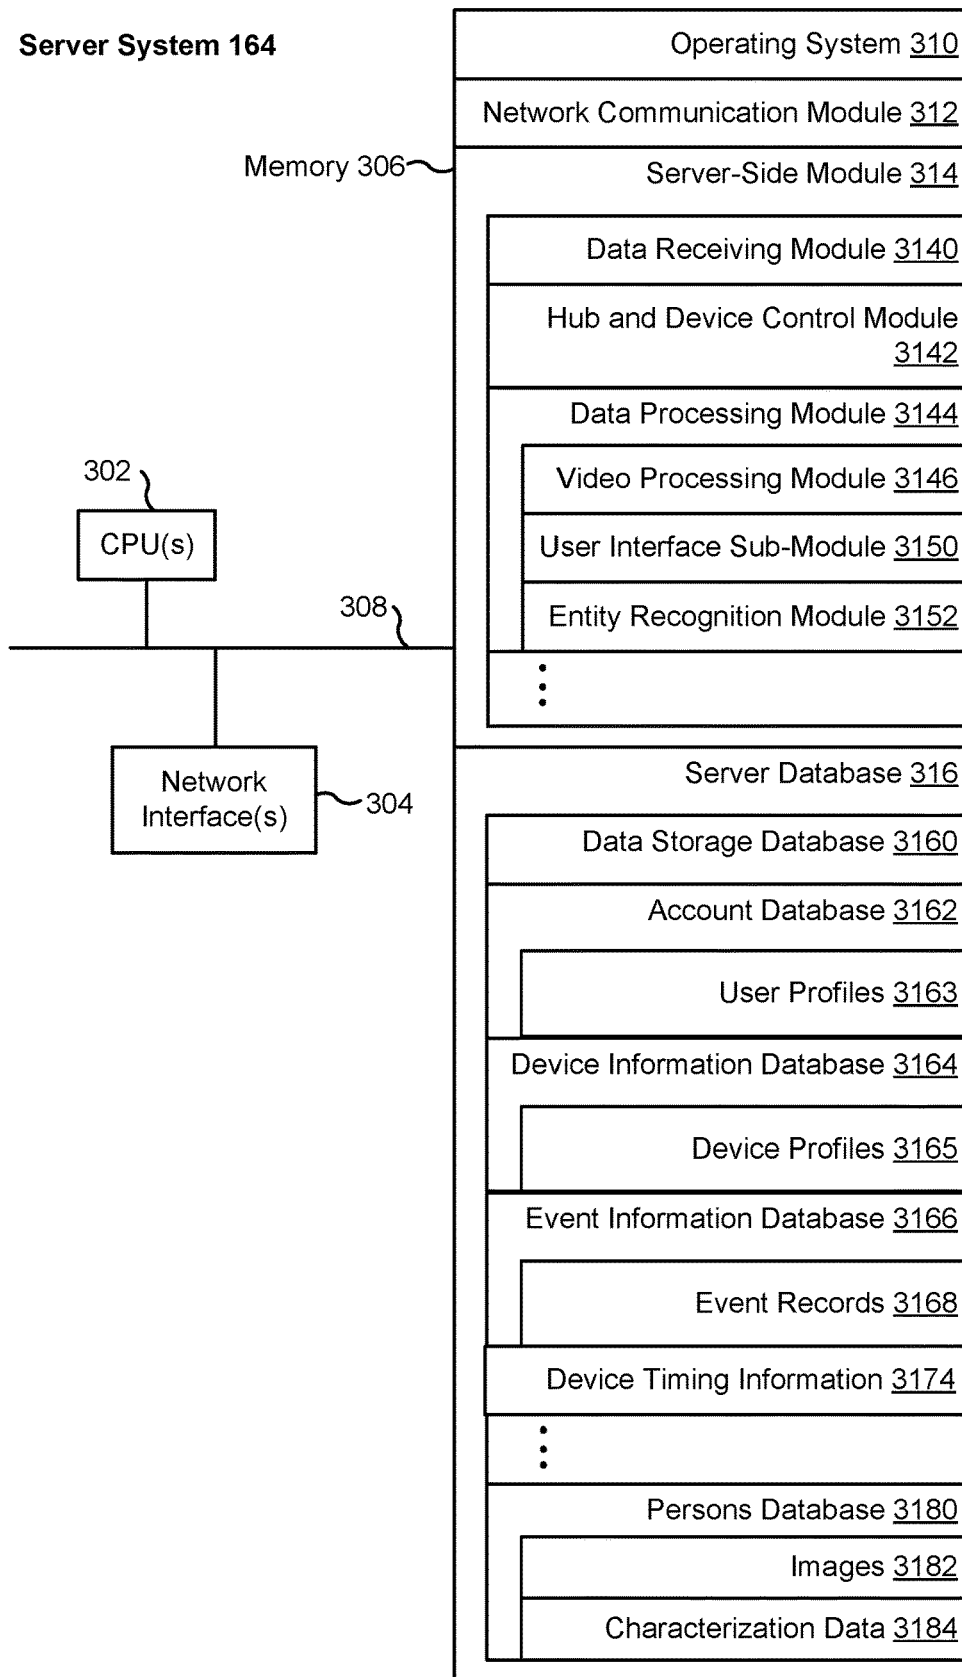 Server System 164
Operating System 310
Network Communication Module 312
Memory 306
Server-Side Module 314
Data Receiving Module 3140
Hub and Device Control Module
3142
Data Processing Module 3144
Video Processing Module 3146
User Interface Sub-Module 3150
Entity Recognition Module 3152
302
CPU(s)
308
Network
Interface(s)
304
Server Database 316
Data Storage Database 3160
Account Database 3162
User Profiles 3163
Device Information Database 3164
Device Profiles 3165
Event Information Database 3166
Event Records 3168
Device Timing Information 3174
Persons Database 3180
Images 3182
Characterization Data 3184